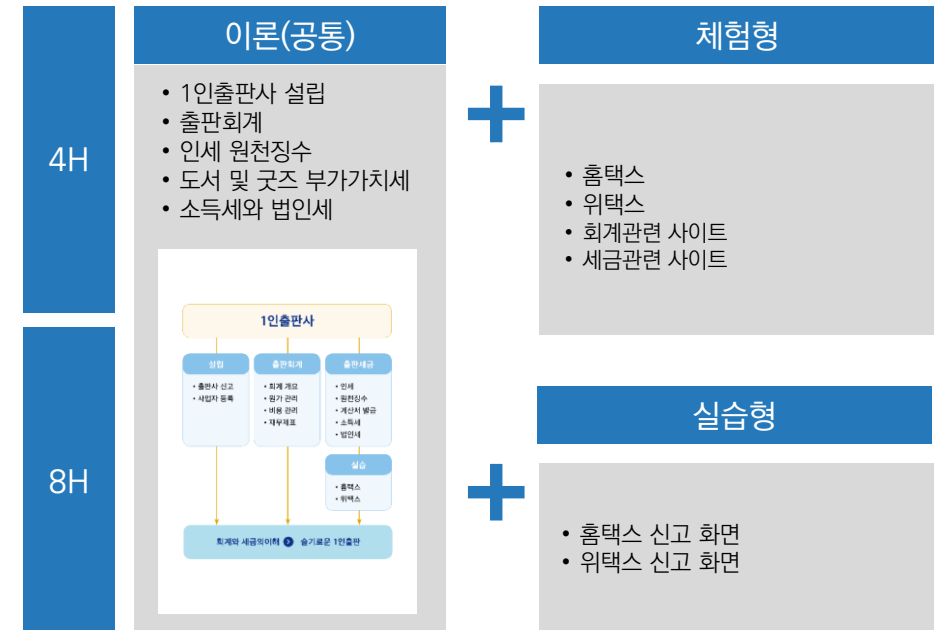 4H
8H
이론(공통)
• 1인출판사 설립
• 출판회계
• 인세 원천징수
• 도서 및 굿즈 부가가치세
• 소득세와 법인세
1인출판사
설립
• 출판사 신고
• 사업자 등록
출판회계
• 회계 개요
• 원가 관리
• 비용 관리
• 재무제표
출판세금
• 인세
• 원천징수
• 계산서 발급
• 소득세
• 법인세
실습
• 홈택스
• 위택스
회계와 세금의이해 > 슬기로운 1인출판
체험형
• 홈택스
• 위택스
• 회계관련 사이트
• 세금관련 사이트
실습형
• 홈택스 신고 화면
• 위택스 신고 화면